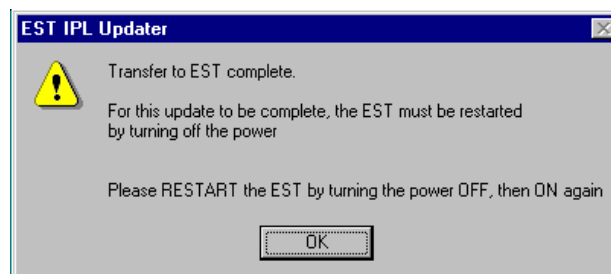 EST IPL Updater
Transfer to EST complete.
For this update to be complete, the EST must be restarted
by turning off the power
Please RESTART the EST by turning the power OFF, then ON again
OK